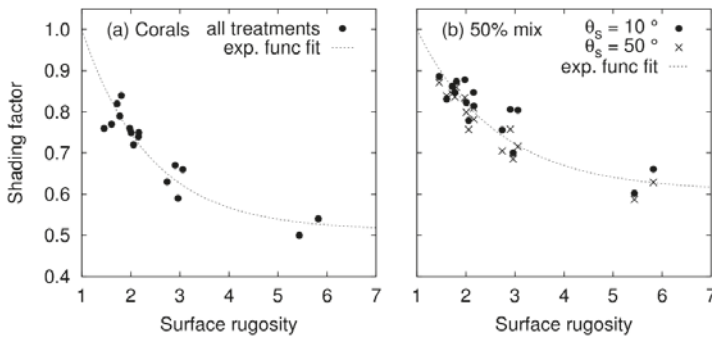 (a) Corals all treatments
exp. func fit
Shading factor
1.0
0.9
0.8
0.7
0.6
0.5
0.4
1 2 3 4 5 6 7
Surface rugosity
(b) 50% mix θs = 10 º
θs = 50 º
exp. func fit
1 2 3 4 5 6 7
Surface rugosity